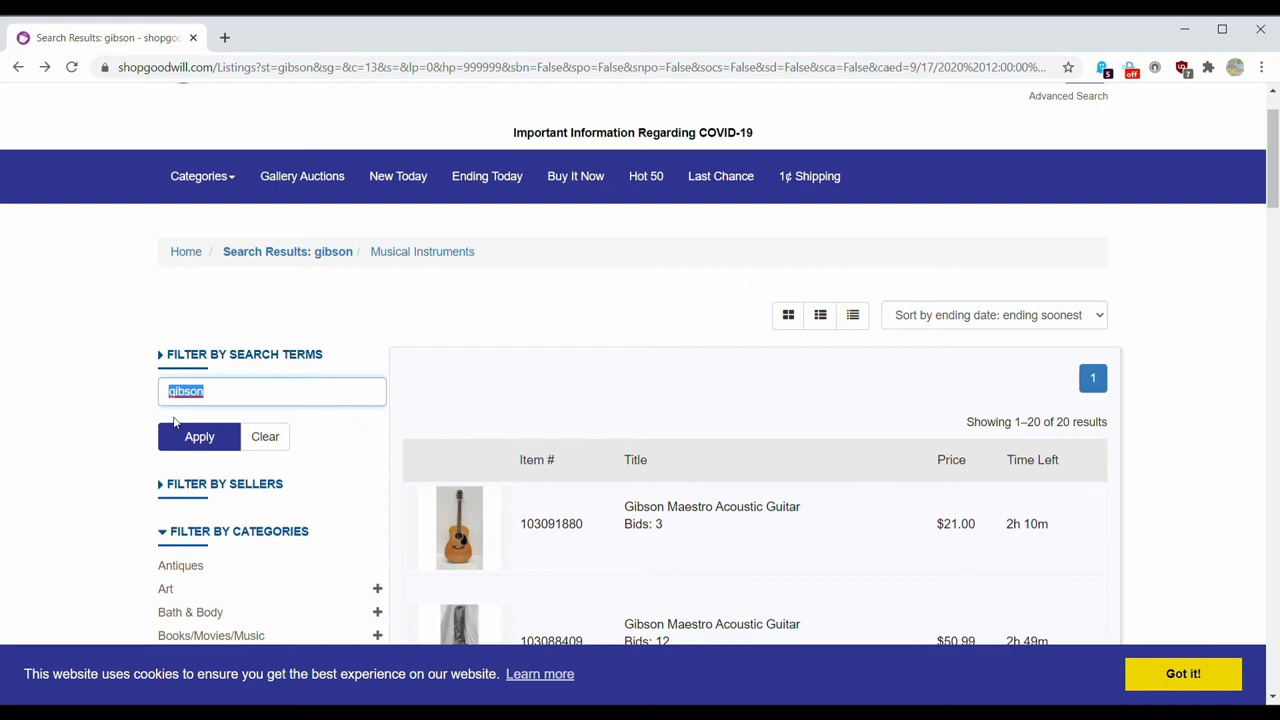 Search Results: gibson - shopgoo
shopgoodwill.com/Listings?st=gibson&sg=&c=13&s=&lp=0&hp=999999&sbn=False&spo=False&snpo=False&socs=False&sd=False&sca=False&caed=9/17/2020%2012:00:00%...
5
off
7
Advanced Search
Important Information Regarding COVID-19
Categories Gallery Auctions New Today Ending Today Buy It Now Hot 50 Last Chance 1¢ Shipping
Home / Search Results: gibson / Musical Instruments
Sort by ending date: ending soonest
FILTER BY SEARCH TERMS
gibson
Apply Clear
FILTER BY SELLERS
FILTER BY CATEGORIES
Antiques
Art +
Bath & Body +
Books/Movies/Music +
1
Showing 1–20 of 20 results
Item # Title Price Time Left
Gibson Maestro Acoustic Guitar
103091880 Bids: 3 $21.00 2h 10m
Gibson Maestro Acoustic Guitar
103088409 Bids: 12 $50.99 2h 49m
This website uses cookies to ensure you get the best experience on our website. Learn more
Got it!